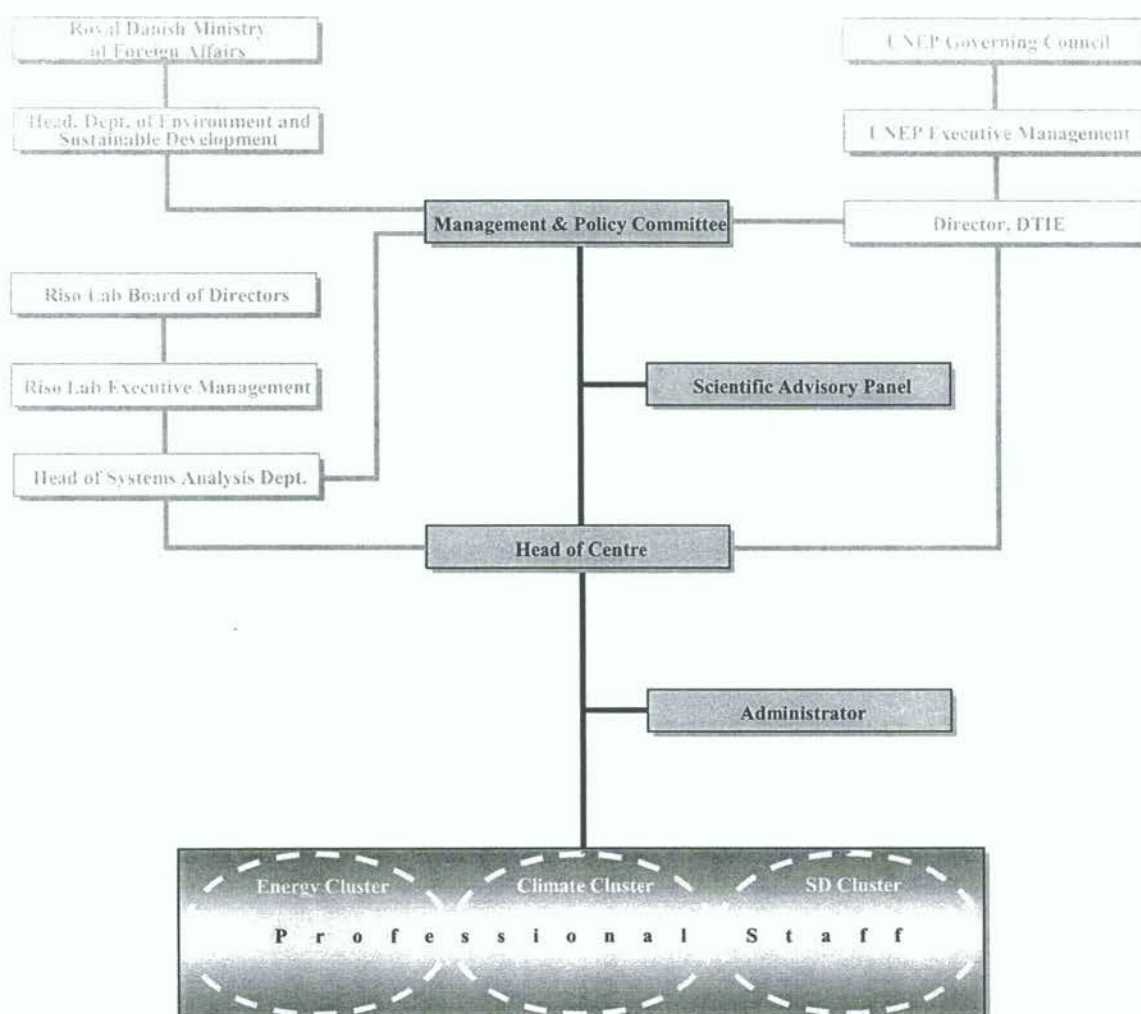 Royal Danish Ministry
of Foreign Affairs
UNEP Governing Council
Head, Dept. of Environment and
Sustainable Development
UNEP Executive Management
Management & Policy Committee
Director, DTIE
Riso Lab Board of Directors
Riso Lab Executive Management
Scientific Advisory Panel
Head of Systems Analysis Dept.
Head of Centre
Administrator
Energy Cluster
Climate Cluster
SD Cluster
Professional Staff